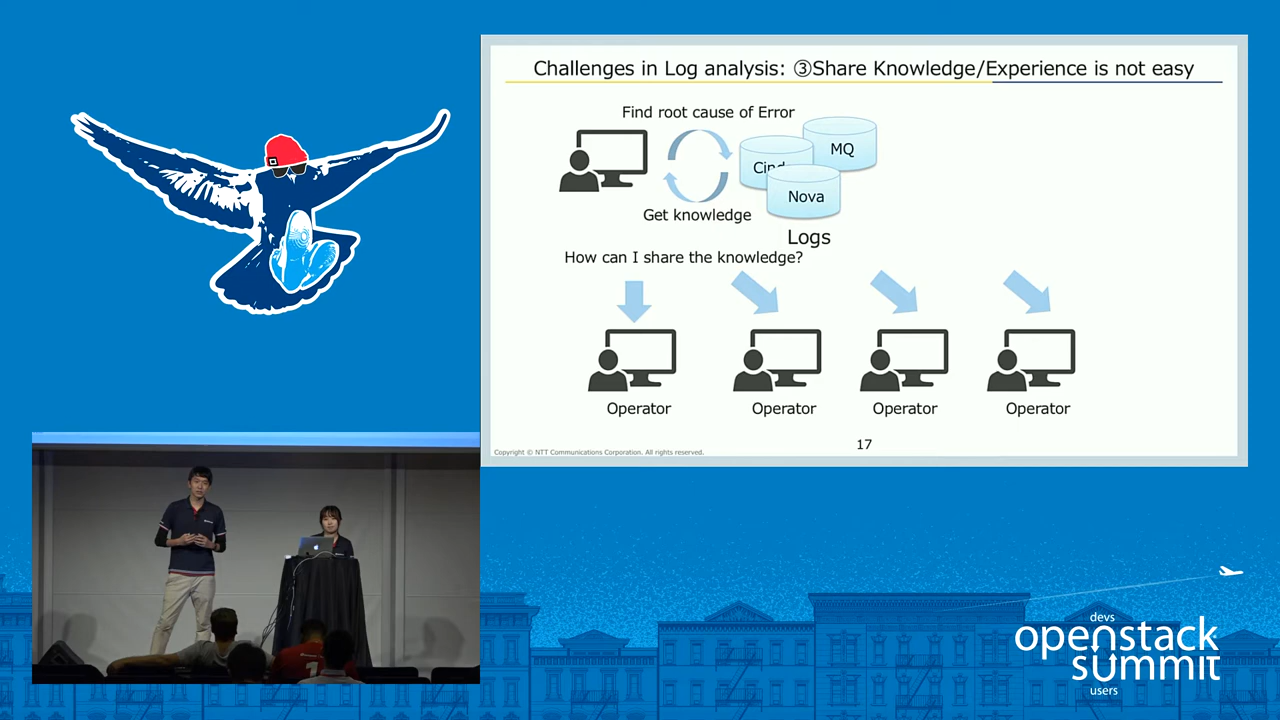 Challenges in Log analysis: ③Share Knowledge/Experience is not easy
Find root cause of Error
MQ
Cind
Nova
Get knowledge
Logs
How can I share the knowledge?
Operator
Operator
Operator
Operator
17
Copyright © NTT Communications Corporation. All rights reserved.
devs
openstack
summit
users